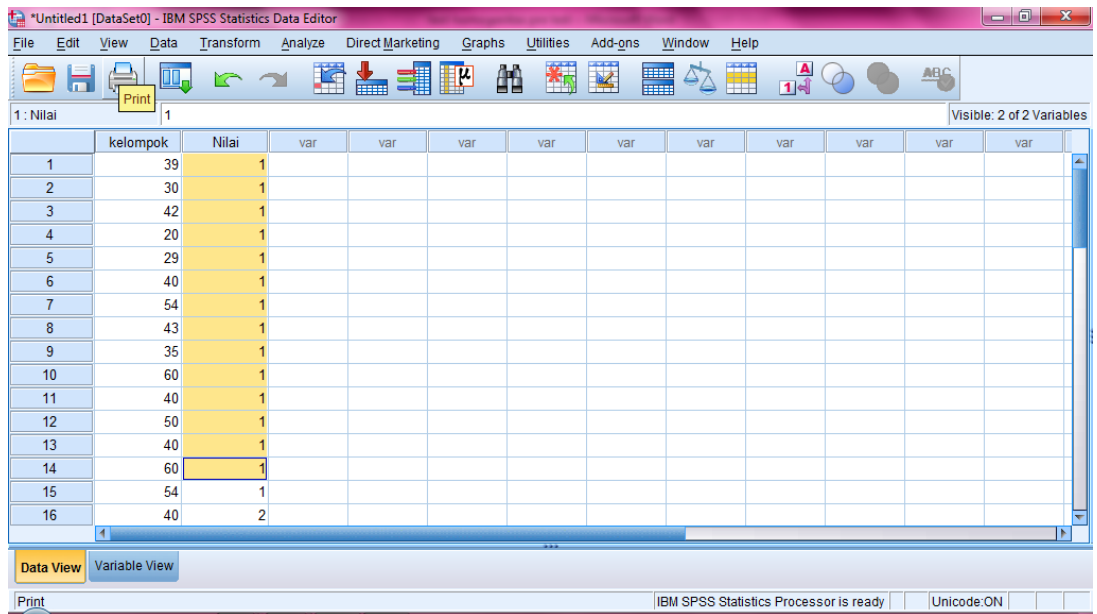 *Untitled1 [DataSet0] - IBM SPSS Statistics Data Editor
File Edit View Data Transform Analyze Direct Marketing Graphs Utilities Add-ons Window Help
Print
1 : Nilai 1 Visible: 2 of 2 Variables
kelompok Nilai var var var var var var var var var var
1 39 1
2 30 1
3 42 1
4 20 1
5 29 1
6 40 1
7 54 1
8 43 1
9 35 1
10 60 1
11 40 1
12 50 1
13 40 1
14 60 1
15 54 1
16 40 2
Data View Variable View
Print IBM SPSS Statistics Processor is ready Unicode:ON